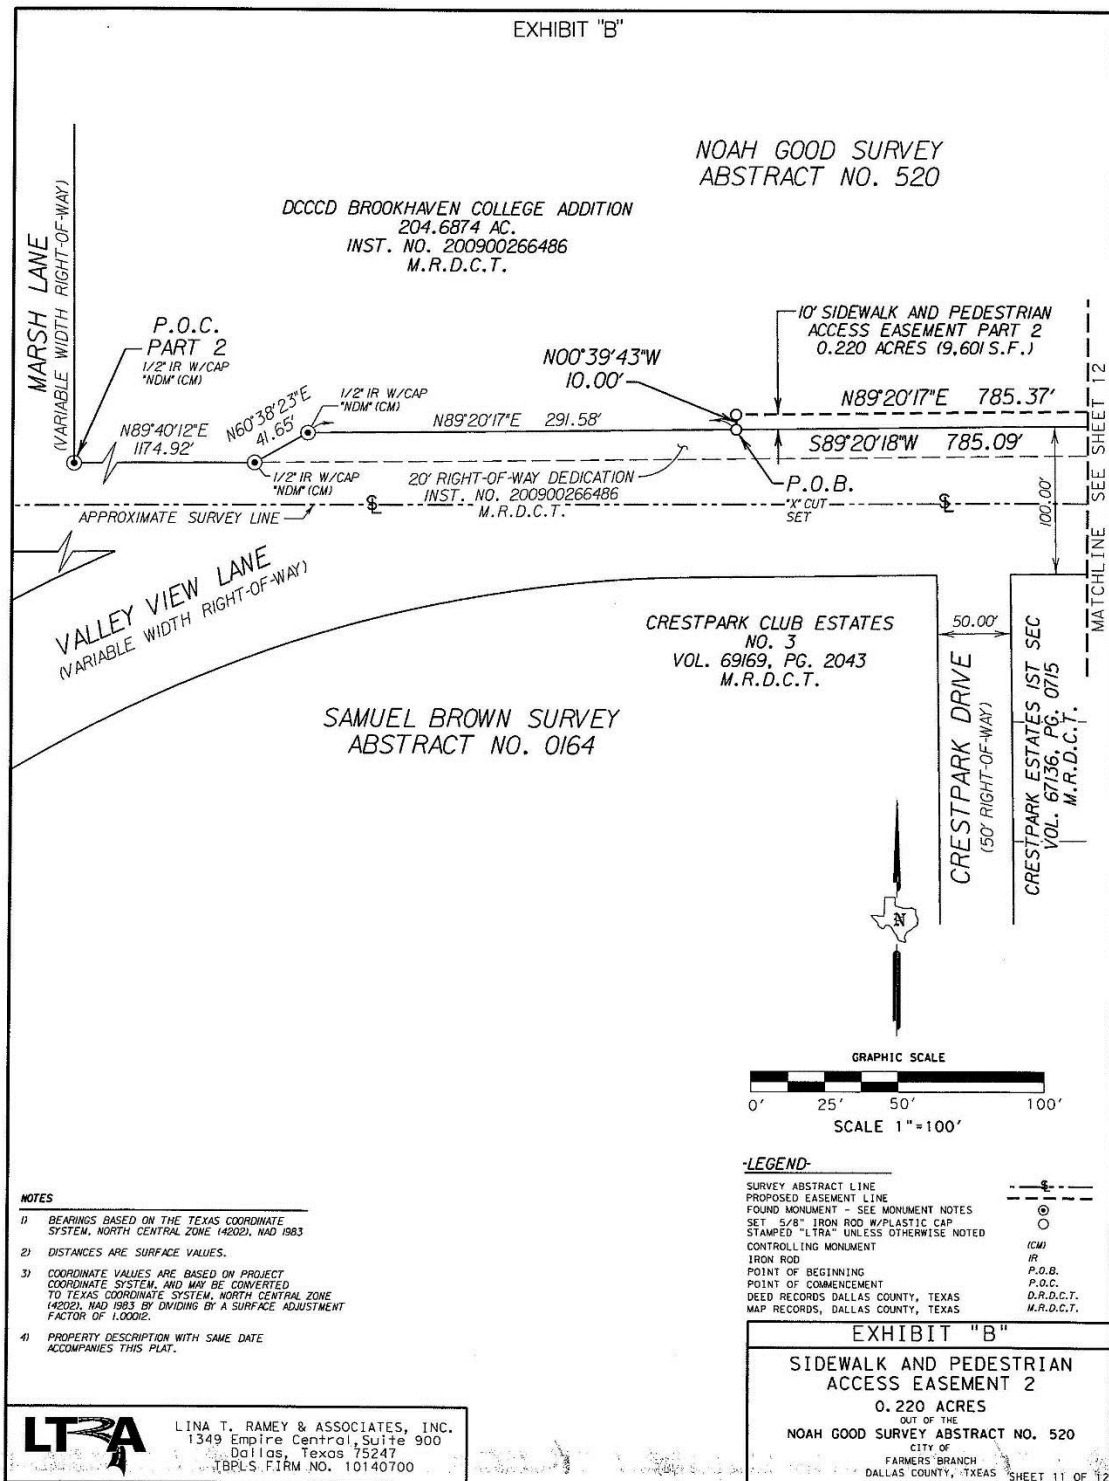 EXHIBIT "B"
NOAH GOOD SURVEY
ABSTRACT NO. 520
DCCCD BROOKHAVEN COLLEGE ADDITION
204.6874 AC.
INST. NO. 200900266486
M.R.D.C.T.
MARSH LANE
(VARIABLE WIDTH RIGHT-OF-WAY)
P.O.C.
PART 2
1/2" IR W/CAP
"NDM" (CM)
N89°40'12"E
1174.92'
N60°38'23"E
41.65'
1/2" IR W/CAP
"NDM" (CM)
1/2" IR W/CAP
"NDM" (CM)
N89°20'17"E 291.58'
N00°39'43"W
10.00'
10' SIDEWALK AND PEDESTRIAN
ACCESS EASEMENT PART 2
0.220 ACRES (9,601 S.F.)
N89°20'17"E 785.37'
S89°20'18"W 785.09'
P.O.B.
"X" CUT
SET
20' RIGHT-OF-WAY DEDICATION
INST. NO. 200900266486
M.R.D.C.T.
APPROXIMATE SURVEY LINE
100.00'
MATCHLINE SEE SHEET 12
VALLEY VIEW LANE
(VARIABLE WIDTH RIGHT-OF-WAY)
CRESTPARK CLUB ESTATES
NO. 3
VOL. 69169, PG. 2043
M.R.D.C.T.
50.00'
CRESTPARK DRIVE
(50' RIGHT-OF-WAY)
CRESTPARK ESTATES 1ST SEC
VOL. 67136, PG. 0715
M.R.D.C.T.
SAMUEL BROWN SURVEY
ABSTRACT NO. 0164
N
GRAPHIC SCALE
0' 25' 50' 100'
SCALE 1"=100'
-LEGEND-
SURVEY ABSTRACT LINE
PROPOSED EASEMENT LINE
FOUND MONUMENT - SEE MONUMENT NOTES
SET 5/8" IRON ROD W/PLASTIC CAP
STAMPED "LTRA" UNLESS OTHERWISE NOTED
CONTROLLING MONUMENT (CM)
IRON ROD IR
POINT OF BEGINNING P.O.B.
POINT OF COMMENCEMENT P.O.C.
DEED RECORDS DALLAS COUNTY, TEXAS D.R.D.C.T.
MAP RECORDS, DALLAS COUNTY, TEXAS M.R.D.C.T.
NOTES
1) BEARINGS BASED ON THE TEXAS COORDINATE
SYSTEM, NORTH CENTRAL ZONE (4202), NAD 1983
2) DISTANCES ARE SURFACE VALUES.
3) COORDINATE VALUES ARE BASED ON PROJECT
COORDINATE SYSTEM, AND MAY BE CONVERTED
TO TEXAS COORDINATE SYSTEM, NORTH CENTRAL ZONE
(4202), NAD 1983 BY DIVIDING BY A SURFACE ADJUSTMENT
FACTOR OF 1.00012.
4) PROPERTY DESCRIPTION WITH SAME DATE
ACCOMPANIES THIS PLAT.
LTRA
LINA T. RAMEY & ASSOCIATES, INC.
1349 Empire Central, Suite 900
Dallas, Texas 75247
TBPLS FIRM NO. 10140700
EXHIBIT "B"
SIDEWALK AND PEDESTRIAN
ACCESS EASEMENT 2
0.220 ACRES
OUT OF THE
NOAH GOOD SURVEY ABSTRACT NO. 520
CITY OF
FARMERS BRANCH
DALLAS COUNTY, TEXAS
SHEET 11 OF